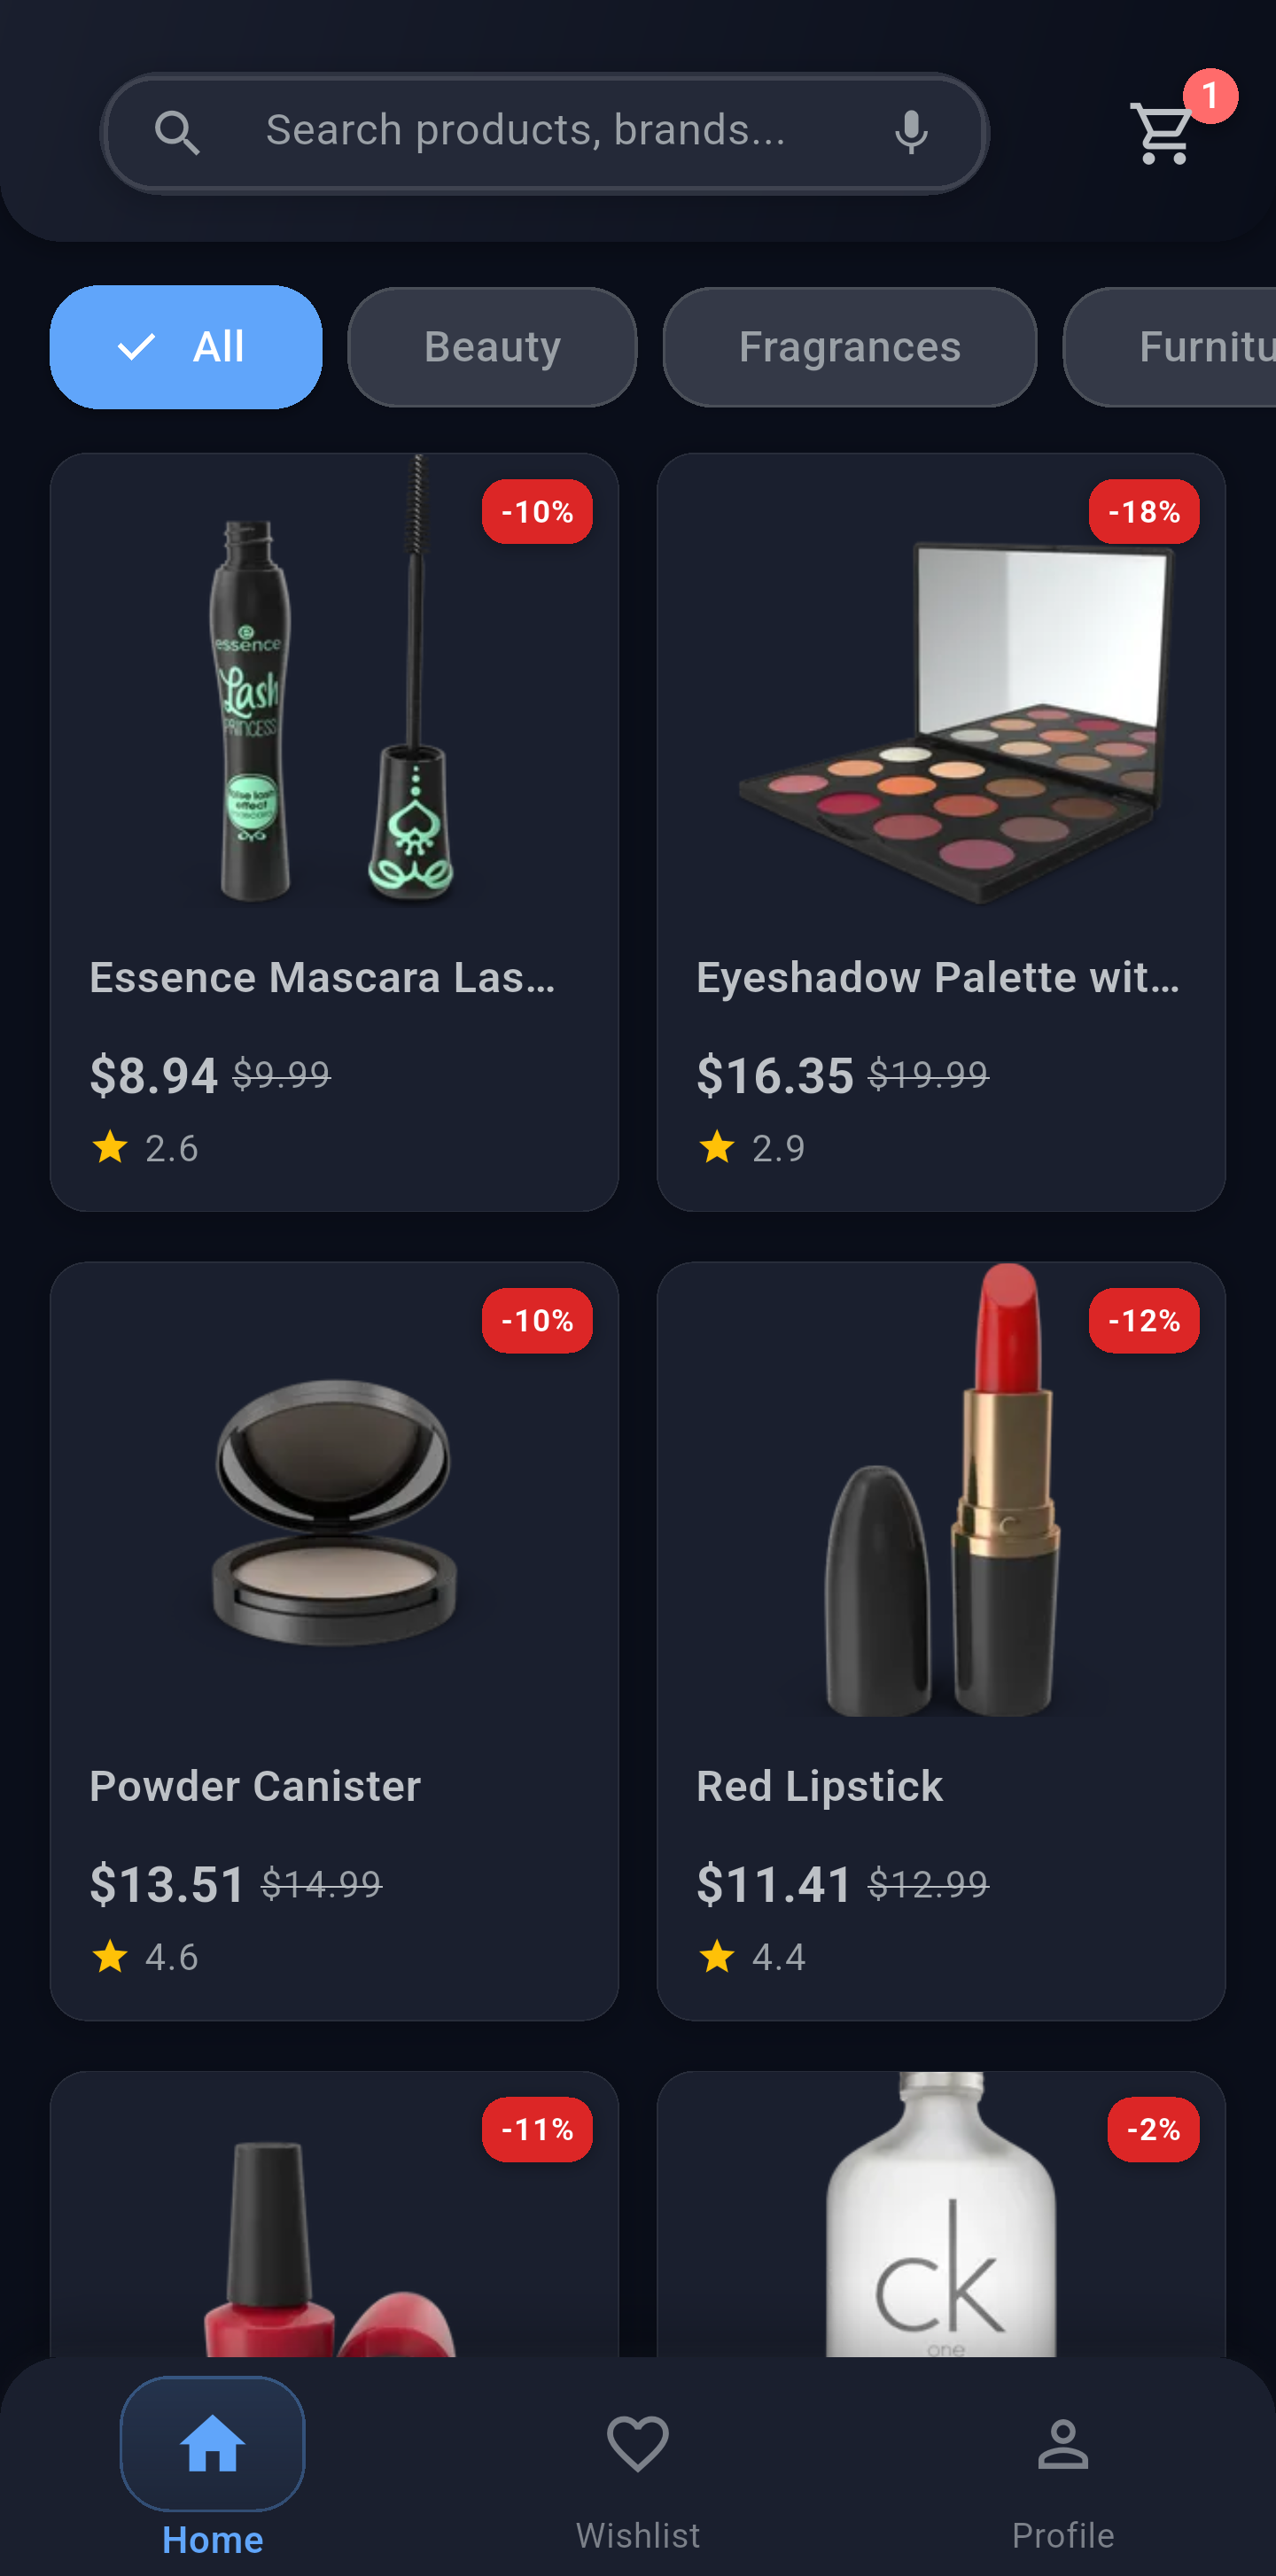 Search products, brands...
1
All
Beauty
Fragrances
Furnitu
-10%
essence
Lash
PRINCESS
false lash
effect
mascara
Essence Mascara Las...
$8.94 $9.99
2.6
-18%
Eyeshadow Palette wit...
$16.35 $19.99
2.9
-10%
Powder Canister
$13.51 $14.99
4.6
-12%
Red Lipstick
$11.41 $12.99
4.4
-11%
-2%
ck
one
Home
Wishlist
Profile